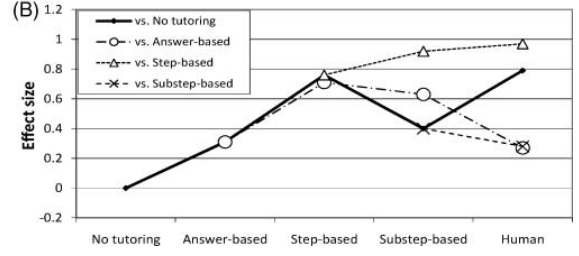 (B)
1.2
1
0.8
0.6
0.4
0.2
0
-0.2
Effect size
vs. No tutoring
vs. Answer-based
vs. Step-based
vs. Substep-based
No tutoring Answer-based Step-based Substep-based Human